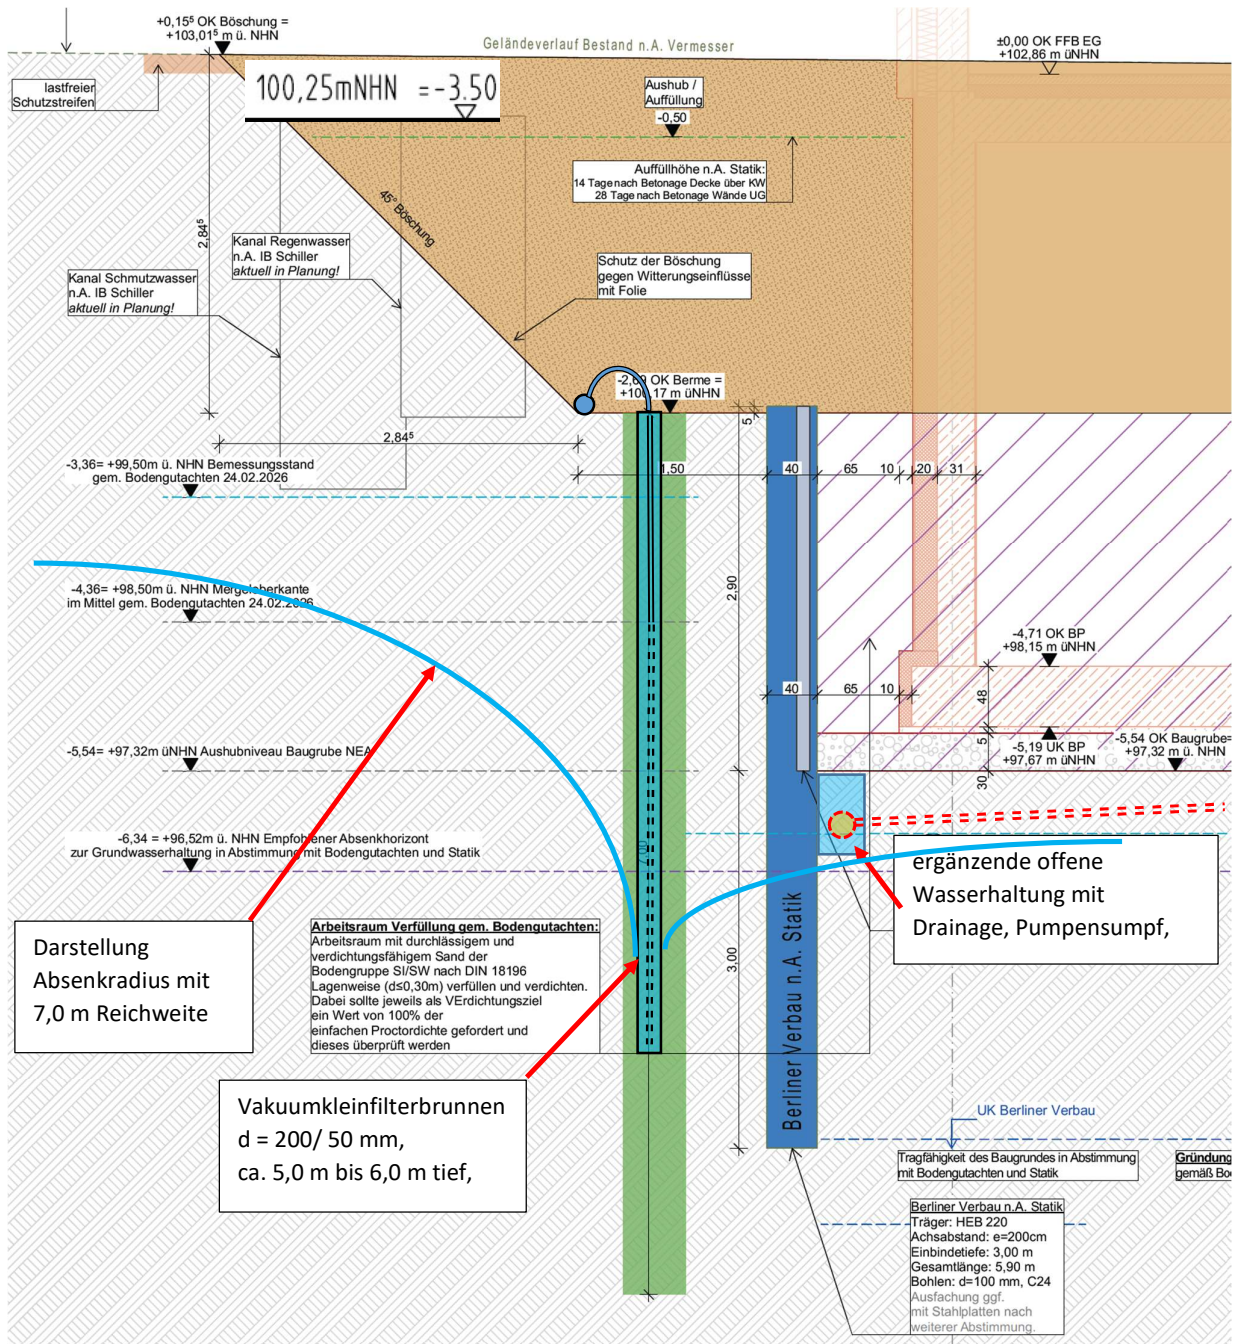 +0,15⁵ OK Böschung =
+103,01⁵ m ü. NHN
Geländeverlauf Bestand n.A. Vermesser
±0,00 OK FFB EG
+102,86 m üNHN
lastfreier
Schutzstreifen
100,25mNHN =-3.50
Aushub /
Auffüllung
-0,50
Auffüllhöhe n.A. Statik:
14 Tage nach Betonage Decke über KW
28 Tage nach Betonage Wände UG
45° Böschung
2,84⁵
Kanal Regenwasser
n.A. IB Schiller
aktuell in Planung!
Kanal Schmutzwasser
n.A. IB Schiller
aktuell in Planung!
Schutz der Böschung
gegen Witterungseinflüsse
mit Folie
-2,69 OK Berme =
+100,17 m üNHN
5
2,84⁵
1,50
40
65
10
20
31
-3,36= +99,50m ü. NHN Bemessungsstand
gem. Bodengutachten 24.02.2026
2,90
-4,36= +98,50m ü. NHN Mergeloberkante
im Mittel gem. Bodengutachten 24.02.2026
-4,71 OK BP
+98,15 m üNHN
40
65
10
48
5
30
-5,54= +97,32m üNHN Aushubniveau Baugrube NEA
-5,19 UK BP
+97,67 m üNHN
-5,54 OK Baugrube=
+97,32 m ü. NHN
-6,34 = +96,52m ü. NHN Empfohlener Absenkhorizont
zur Grundwasserhaltung in Abstimmung mit Bodengutachten und Statik
7,00
ergänzende offene
Wasserhaltung mit
Drainage, Pumpensumpf,
Darstellung
Absenkradius mit
7,0 m Reichweite
Arbeitsraum Verfüllung gem. Bodengutachten:
Arbeitsraum mit durchlässigem und
verdichtungsfähigem Sand der
Bodengruppe SI/SW nach DIN 18196
Lagenweise (d≤0,30m) verfüllen und verdichten.
Dabei sollte jeweils als VErdichtungsziel
ein Wert von 100% der
einfachen Proctordichte gefordert und
dieses überprüft werden
3,00
Berliner Verbau n.A. Statik
Vakuumkleinfilterbrunnen
d = 200/ 50 mm,
ca. 5,0 m bis 6,0 m tief,
UK Berliner Verbau
Tragfähigkeit des Baugrundes in Abstimmung
mit Bodengutachten und Statik
Gründung
gemäß Bo
Berliner Verbau n.A. Statik
Träger: HEB 220
Achsabstand: e=200cm
Einbindetiefe: 3,00 m
Gesamtlänge: 5,90 m
Bohlen: d=100 mm, C24
Ausfachung ggf.
mit Stahlplatten nach
weiterer Abstimmung.